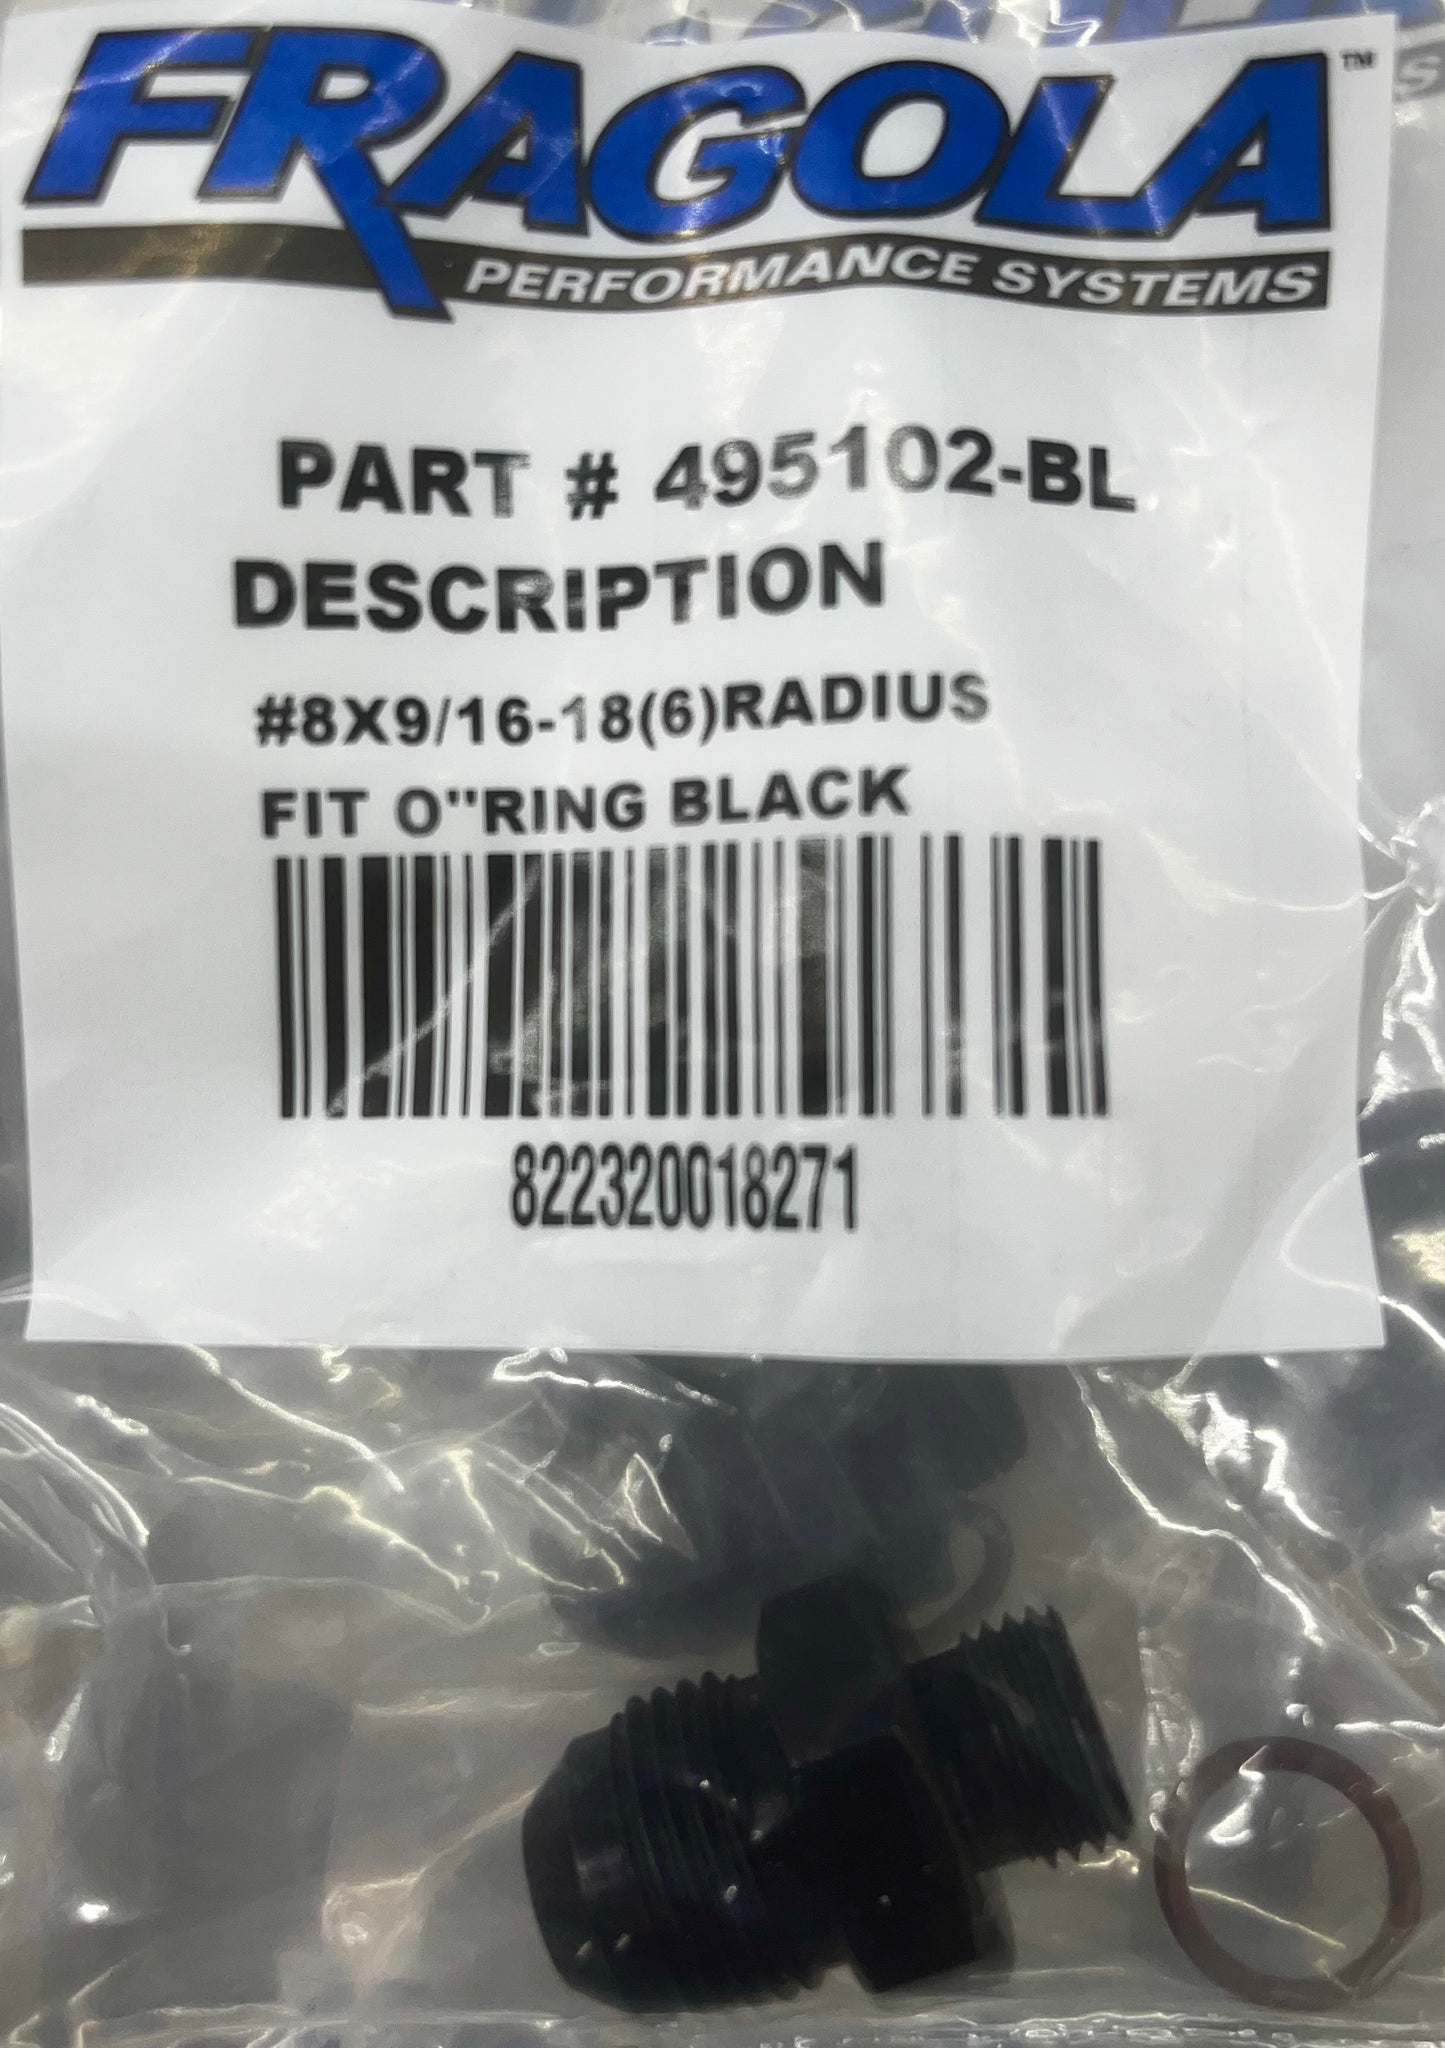 FRAGOLA™
PERFORMANCE SYSTEMS
PART # 495102-BL
DESCRIPTION
#8X9/16-18(6)RADIUS
FIT O"RING BLACK
822320018271